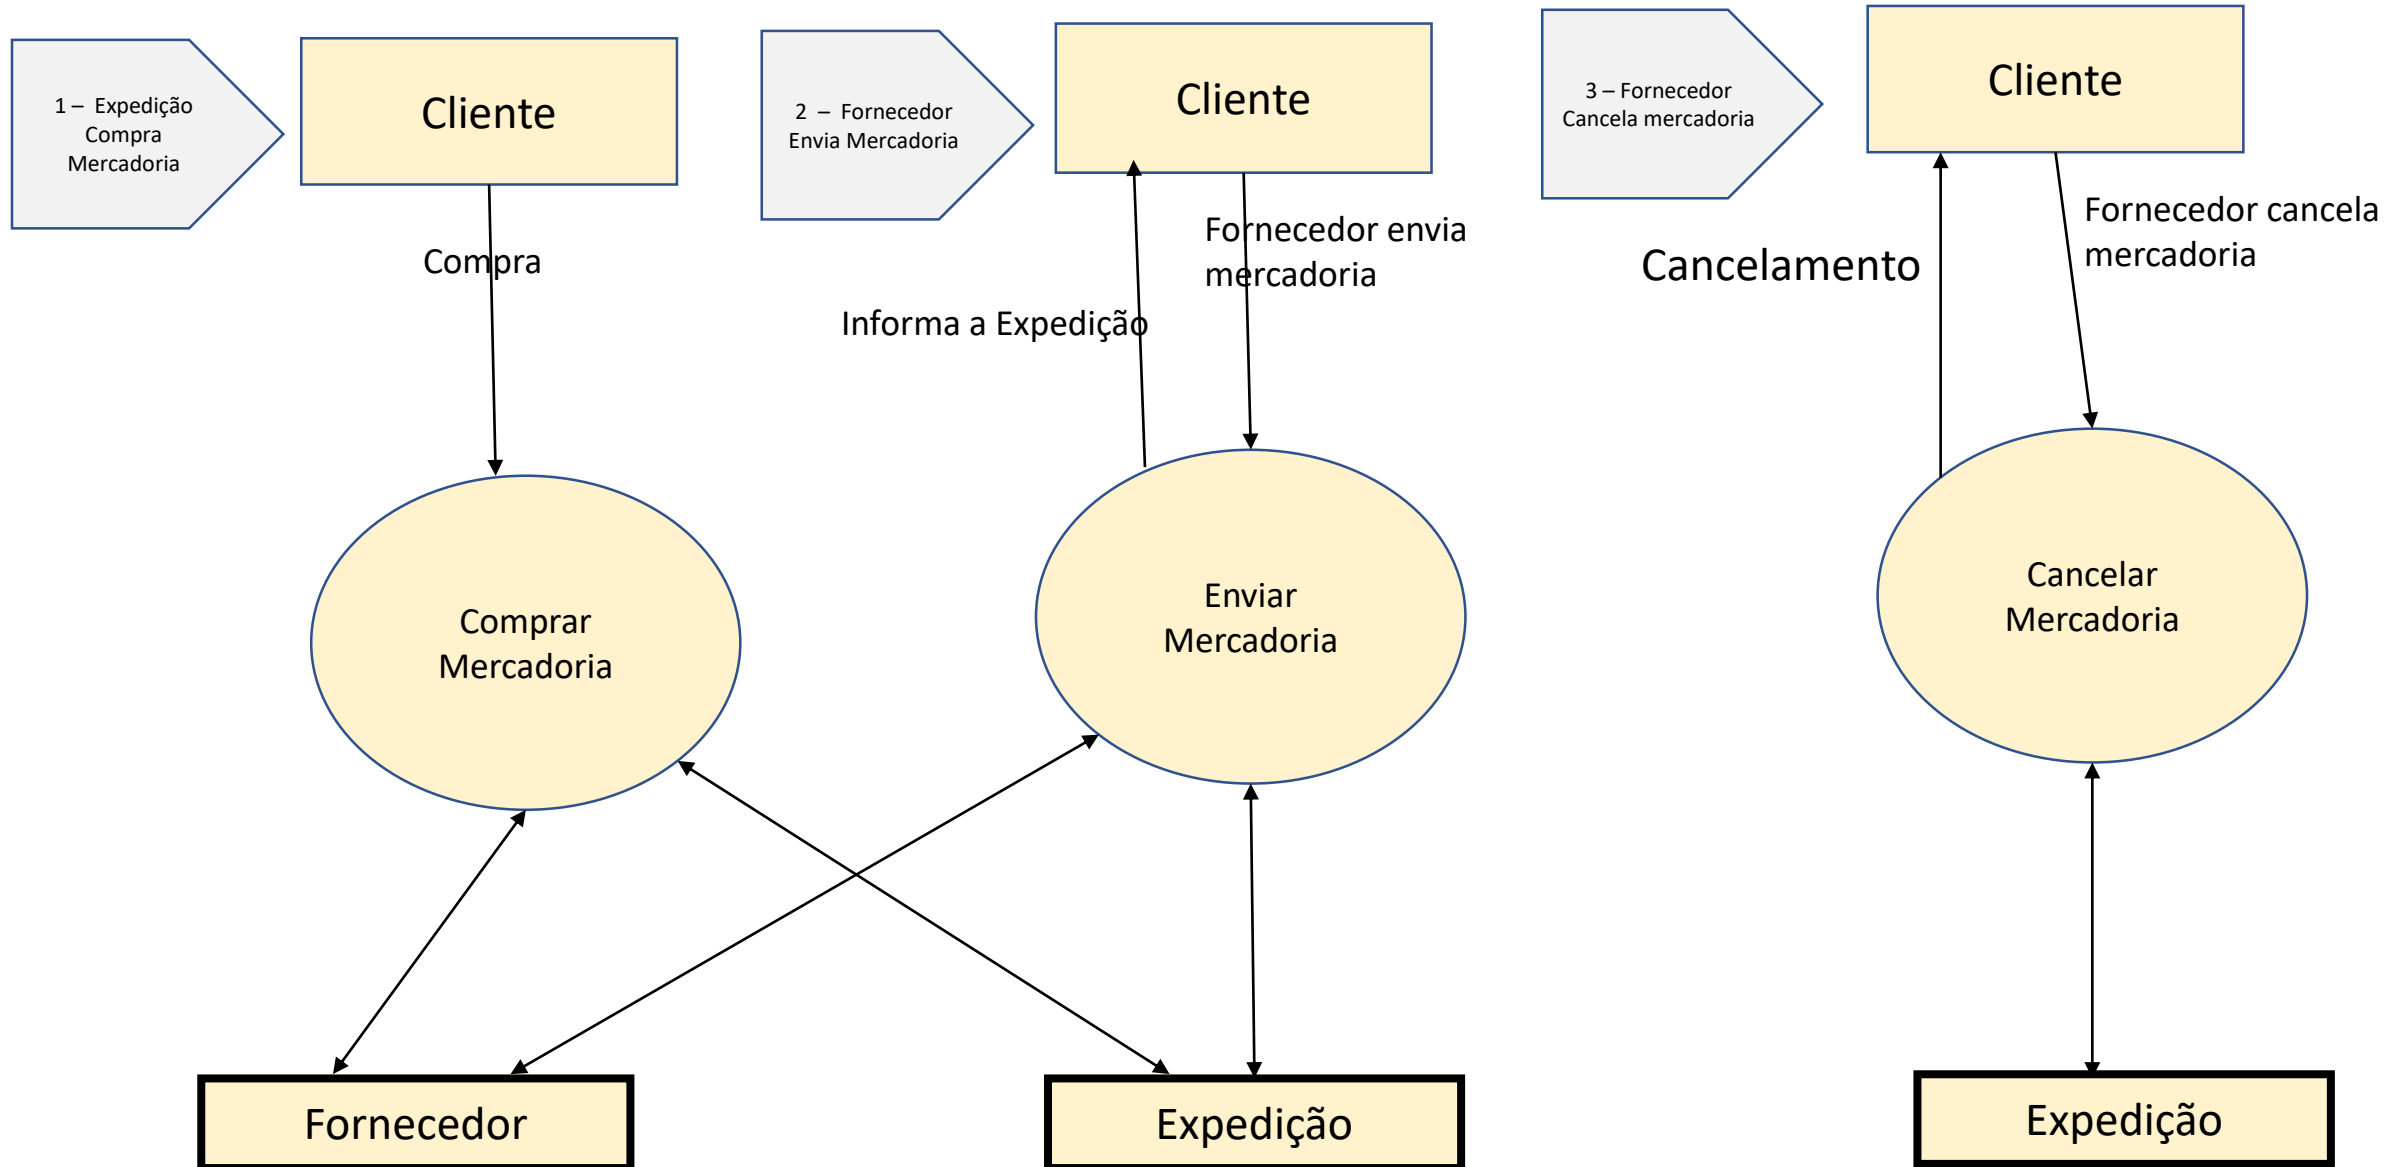 1 – Expedição
Compra
Mercadoria
Cliente
Compra
Comprar
Mercadoria
2 – Fornecedor
Envia Mercadoria
Cliente
Fornecedor envia
mercadoria
Informa a Expedição
Enviar
Mercadoria
3 – Fornecedor
Cancela mercadoria
Cliente
Fornecedor cancela
mercadoria
Cancelamento
Cancelar
Mercadoria
Fornecedor
Expedição
Expedição